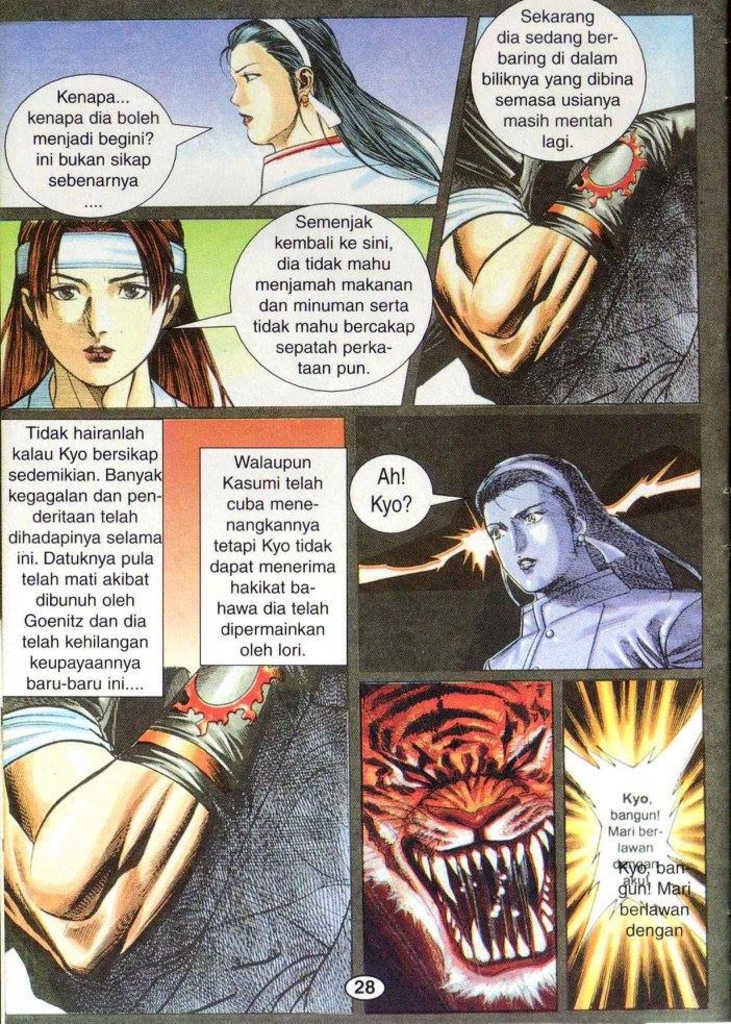 Kenapa...
kenapa dia boleh
menjadi begini?
ini bukan sikap
sebenarnya
....
Sekarang
dia sedang ber-
baring di dalam
biliknya yang dibina
semasa usianya
masih mentah
lagi.
Semenjak
kembali ke sini,
dia tidak mahu
menjamah makanan
dan minuman serta
tidak mahu bercakap
sepatah perka-
taan pun.
Tidak hairanlah
kalau Kyo bersikap
sedemikian. Banyak
kegagalan dan pen-
deritaan telah
dihadapinya selama
ini. Datuknya pula
telah mati akibat
dibunuh oleh
Goenitz dan dia
telah kehilangan
keupayaannya
baru-baru ini....
Walaupun
Kasumi telah
cuba mene-
nangkannya
tetapi Kyo tidak
dapat menerima
hakikat ba-
hawa dia telah
dipermainkan
oleh lori.
Ah!
Kyo?
Kyo,
bangun!
Mari ber-
lawan
dengan
aku!
Kyo, ban-
gun! Mari
berlawan
dengan
28